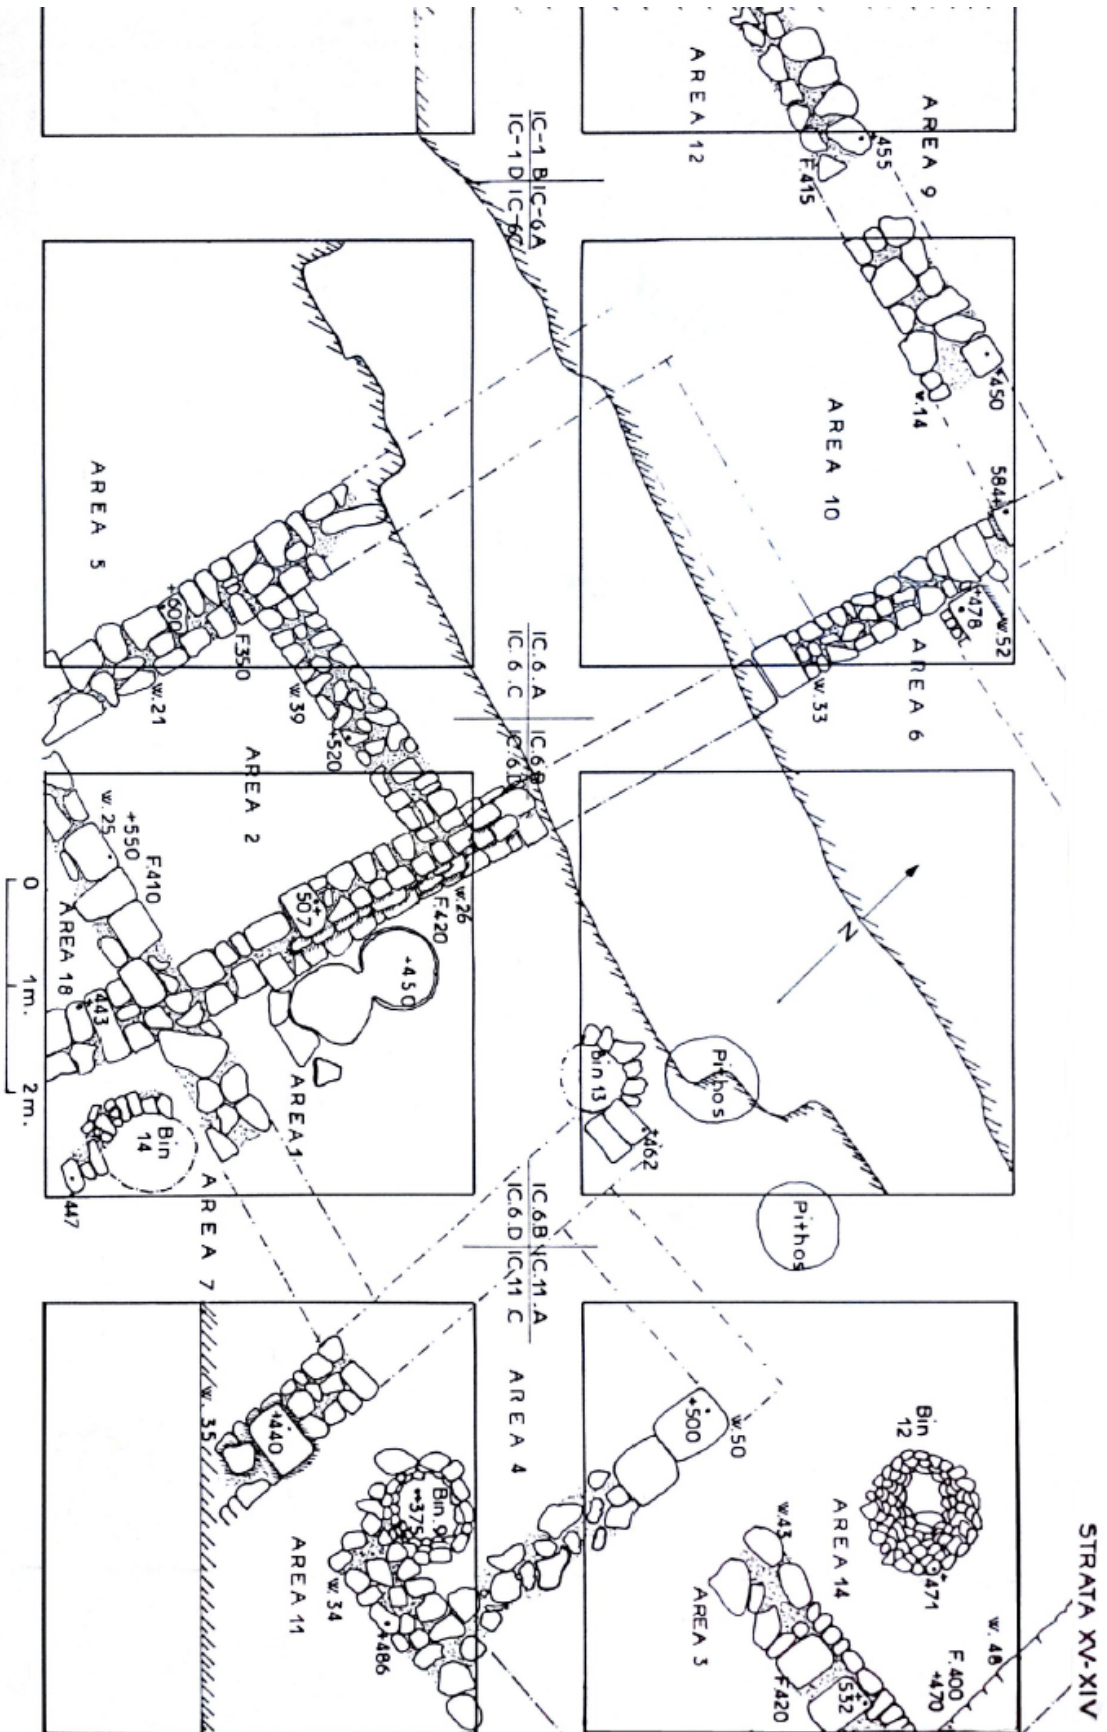 STRATA XV-XIV
AREA 9
+455
F.415
AREA 12
IC-1 B IC-6A
IC-1 D IC-6C
+450
w.14
AREA 10
584+
+478
w.52
AREA 6
w.33
AREA 5
+600
F.350
w.21
w.39
+520
AREA 2
IC.6.A IC.6 B
IC.6.C IC.6 D
w.26
F.420
507
+450
w.25
+550
F.410
AREA 18
443
AREA 1
N
Pithos
Bin 13
+462
Pithos
Bin
14
447
AREA 7
IC.6.B IC.11.A
IC.6.D IC.11 C
AREA 4
+500
w.50
w.35
+440
Bin 9
+375
AREA 11
w.34
+486
Bin
12
+471
AREA 14
w.43
AREA 3
w.48
F.400
+470
532
F.420
0 1m. 2m.